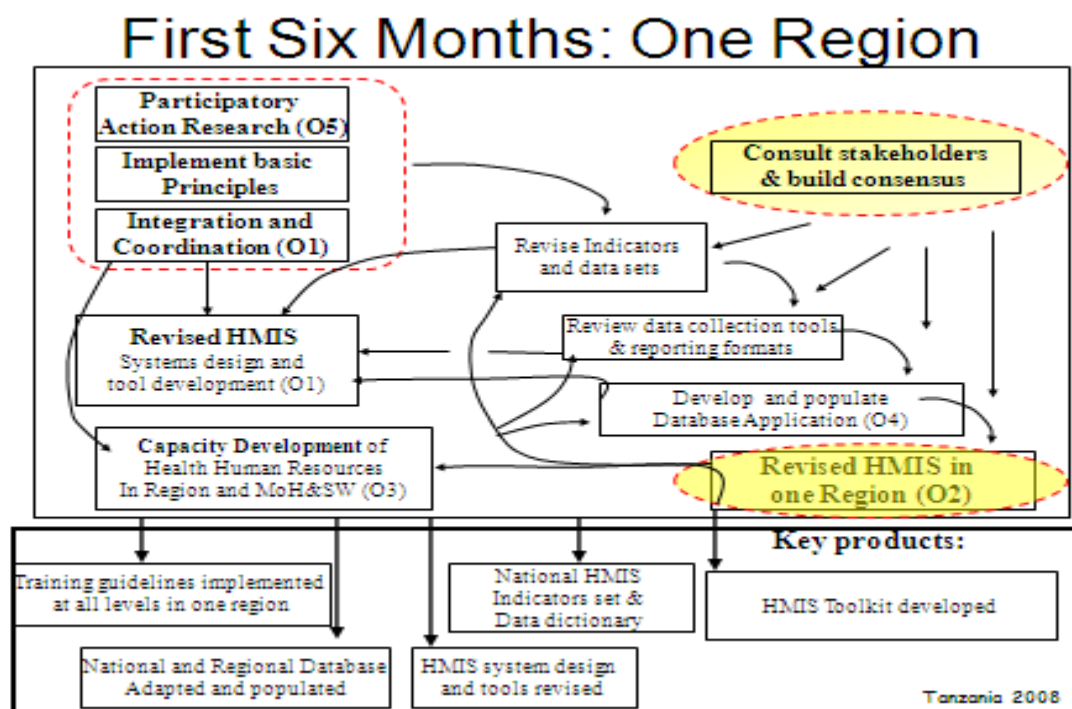 First Six Months: One Region
Participatory
Action Research (O5)
Implement basic
Principles
Integration and
Coordination (O1)
Consult stakeholders
& build consensus
Revise Indicators
and data sets
Revised HMIS
Systems design and
tool development (O1)
Review data collection tools
& reporting formats
Develop and populate
Database Application (O4)
Capacity Development of
Health Human Resources
In Region and MoH&SW (O3)
Revised HMIS in
one Region (O2)
Key products:
Training guidelines implemented
at all levels in one region
National HMIS
Indicators set &
Data dictionary
HMIS Toolkit developed
National and Regional Database
Adapted and populated
HMIS system design
and tools revised
Tanzania 2008